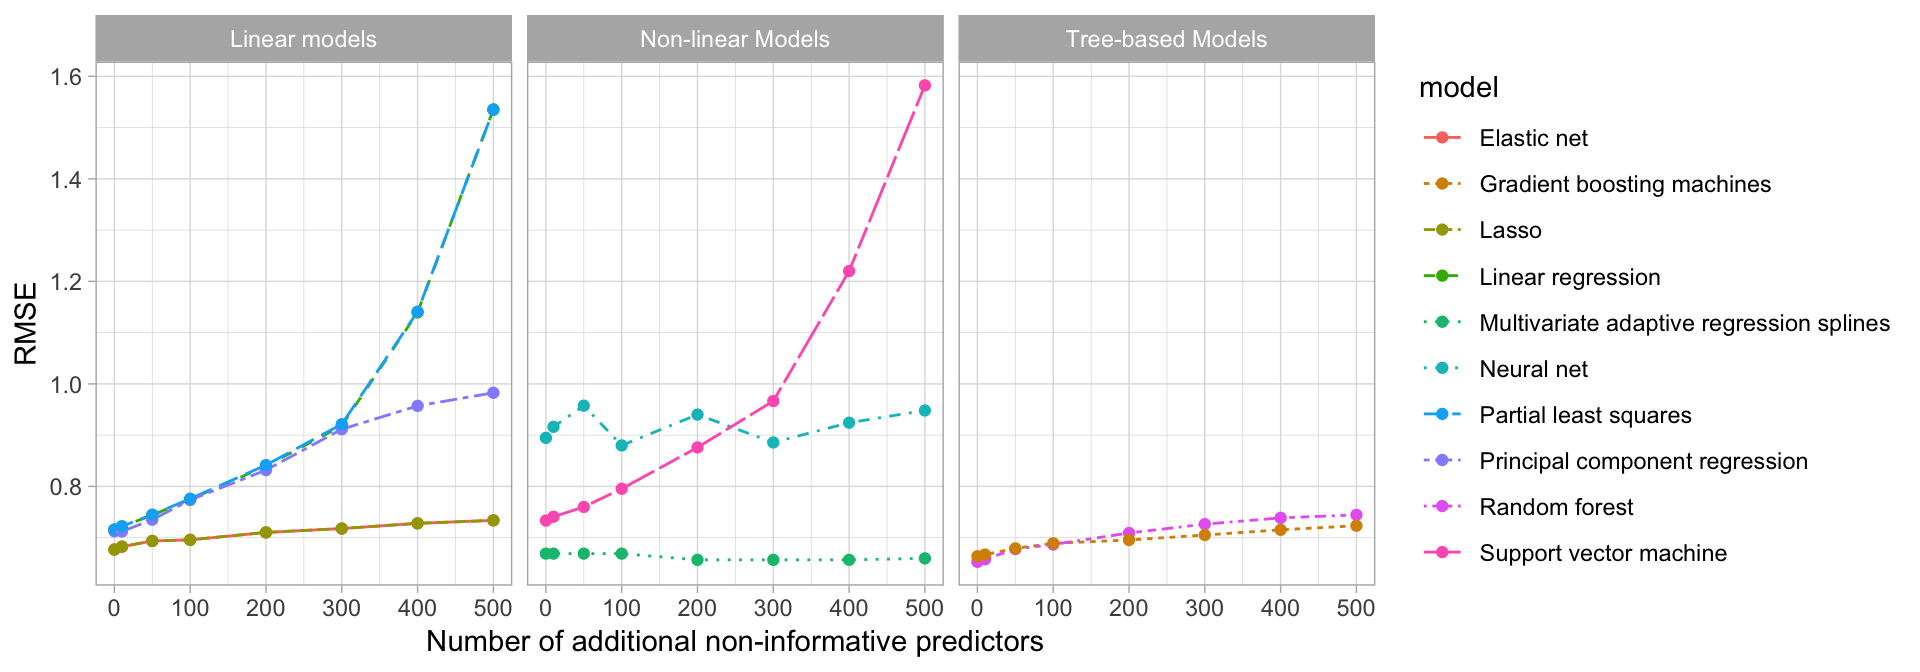 Linear models
Non-linear Models
Tree-based Models
1.6
1.4
1.2
1.0
0.8
RMSE
0 100 200 300 400 500
0 100 200 300 400 500
0 100 200 300 400 500
Number of additional non-informative predictors
model
Elastic net
Gradient boosting machines
Lasso
Linear regression
Multivariate adaptive regression splines
Neural net
Partial least squares
Principal component regression
Random forest
Support vector machine